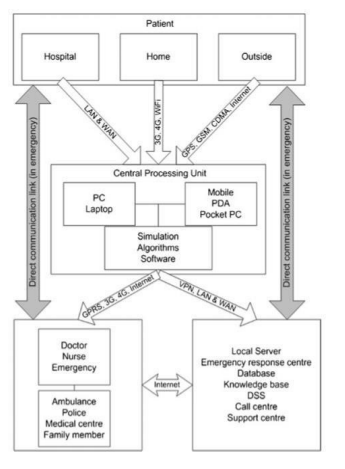 Patient
Hospital
Home
Outside
LAN & WAN
3G, 4G, WiFi
GPS, GSM, CDMA, Internet
Direct communication link (in emergency)
Direct communication link (in emergency)
Central Processing Unit
PC
Laptop
Mobile
PDA
Pocket PC
Simulation
Algorithms
Software
GPRS, 3G, 4G, Internet
VPN, LAN & WAN
Doctor
Nurse
Emergency
Ambulance
Police
Medical centre
Family member
Internet
Local Server
Emergency response centre
Database
Knowledge base
DSS
Call centre
Support centre